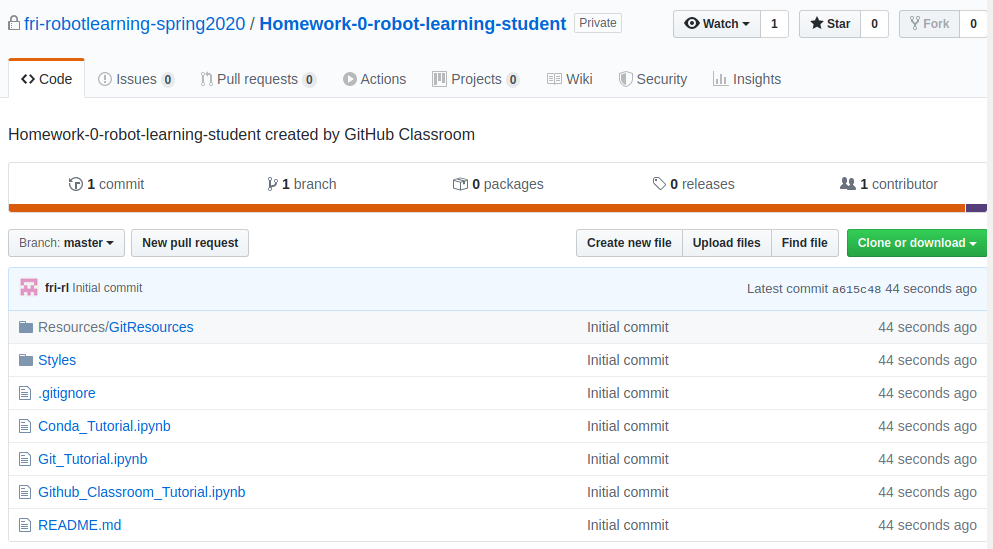 fri-robotlearning-spring2020 / Homework-0-robot-learning-student Private Watch 1 Star 0 Fork 0
Code Issues 0 Pull requests 0 Actions Projects 0 Wiki Security Insights
Homework-0-robot-learning-student created by GitHub Classroom
1 commit 1 branch 0 packages 0 releases 1 contributor
Branch: master New pull request Create new file Upload files Find file Clone or download
fri-rl Initial commit Latest commit a615c48 44 seconds ago
Resources/GitResources Initial commit 44 seconds ago
Styles Initial commit 44 seconds ago
.gitignore Initial commit 44 seconds ago
Conda_Tutorial.ipynb Initial commit 44 seconds ago
Git_Tutorial.ipynb Initial commit 44 seconds ago
Github_Classroom_Tutorial.ipynb Initial commit 44 seconds ago
README.md Initial commit 44 seconds ago